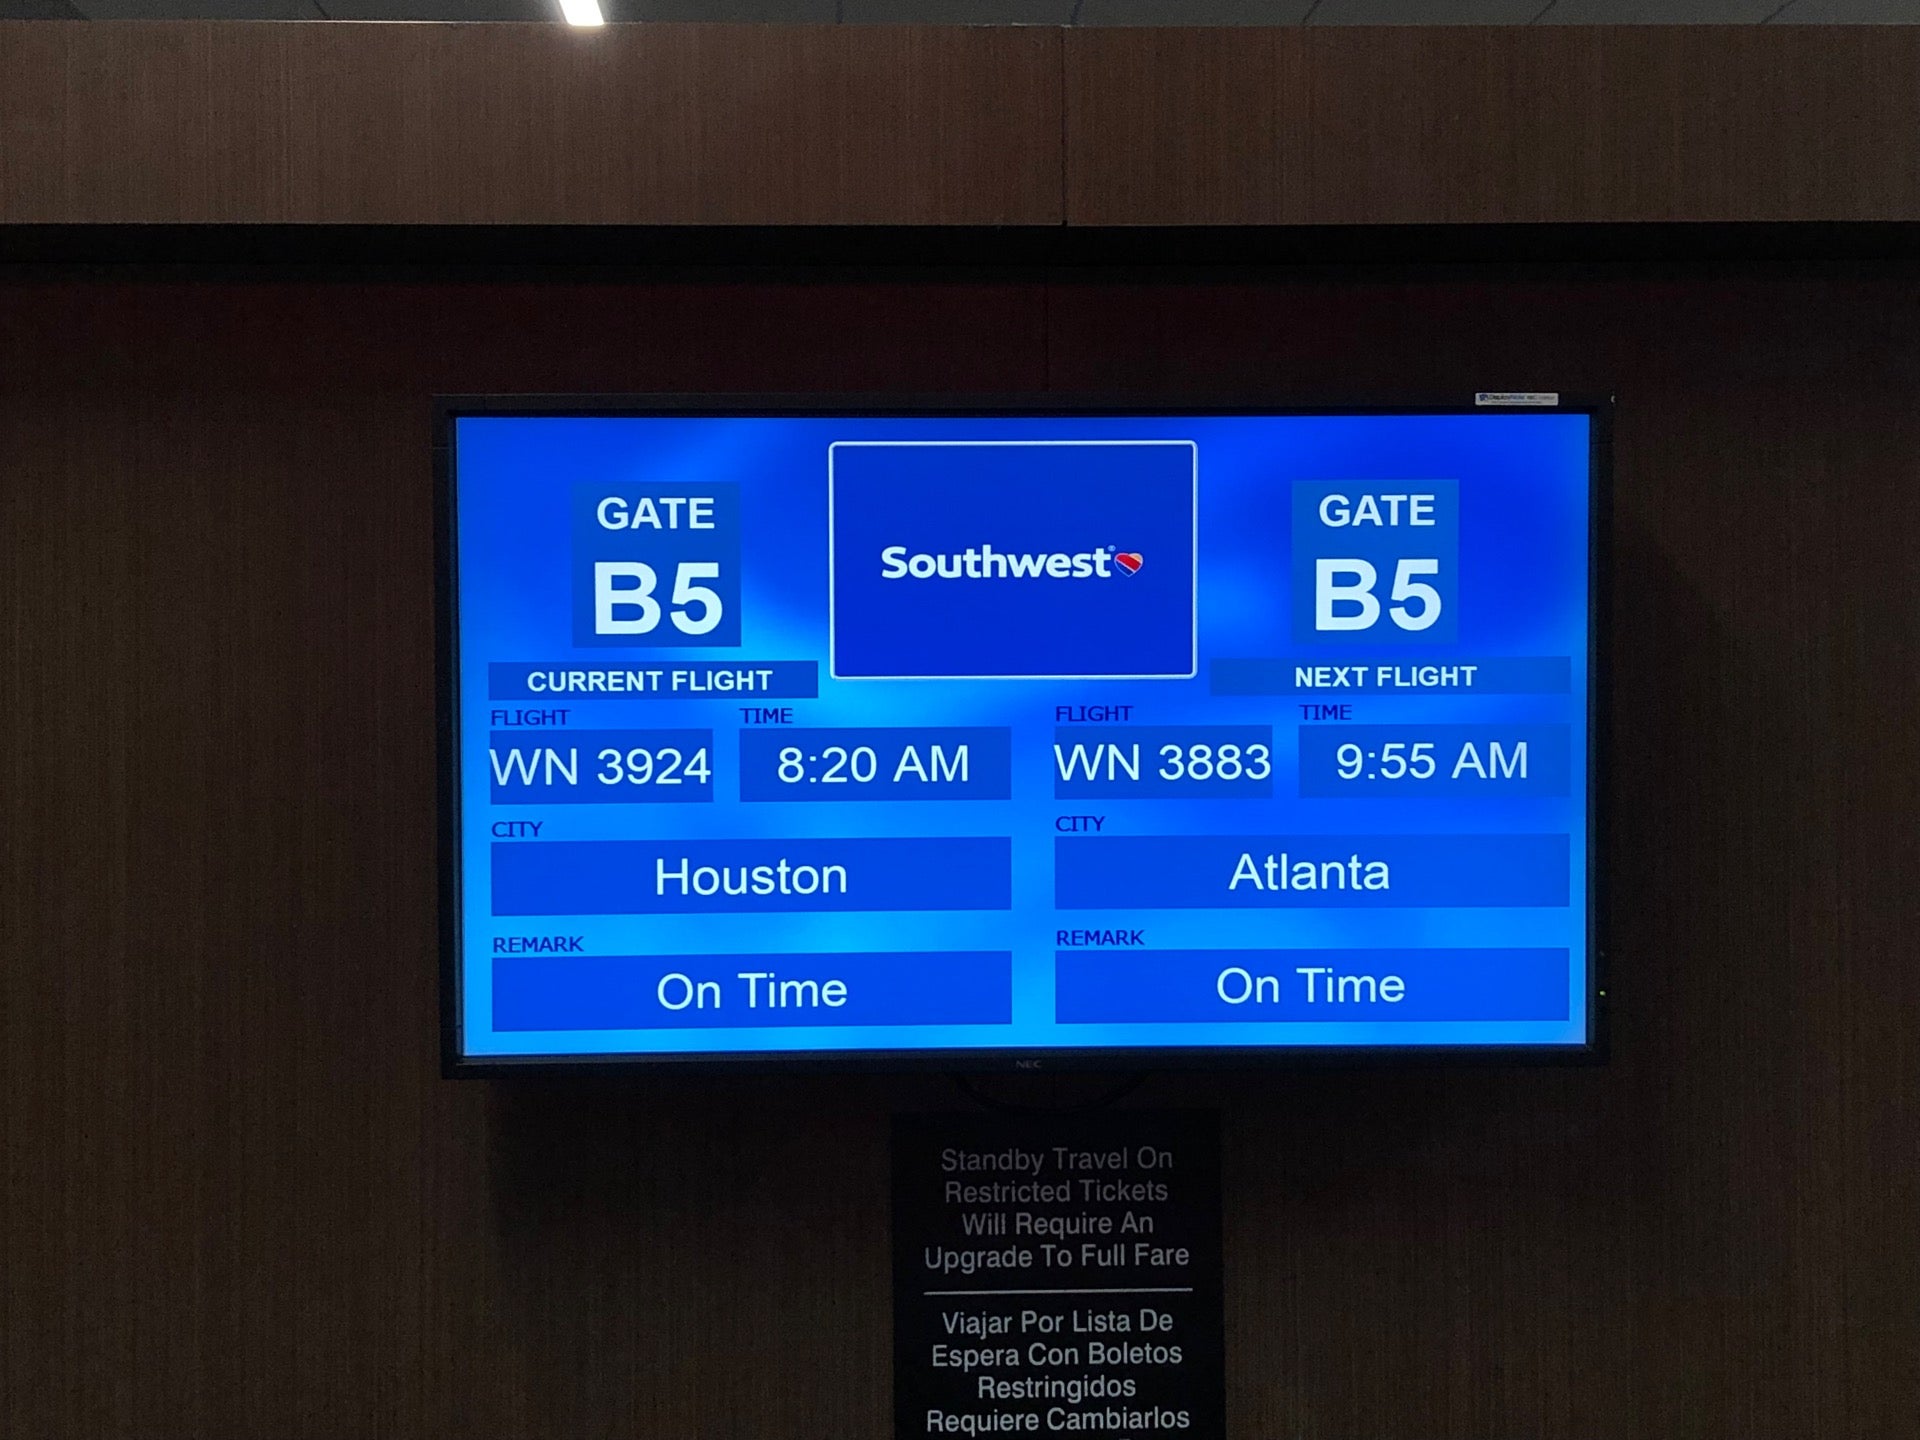 GATE
B5
Southwest®
GATE
B5
CURRENT FLIGHT
NEXT FLIGHT
FLIGHT TIME
WN 3924 8:20 AM
FLIGHT TIME
WN 3883 9:55 AM
CITY
Houston
CITY
Atlanta
REMARK
On Time
REMARK
On Time
NEC
Standby Travel On
Restricted Tickets
Will Require An
Upgrade To Full Fare
Viajar Por Lista De
Espera Con Boletos
Restringidos
Requiere Cambiarlos